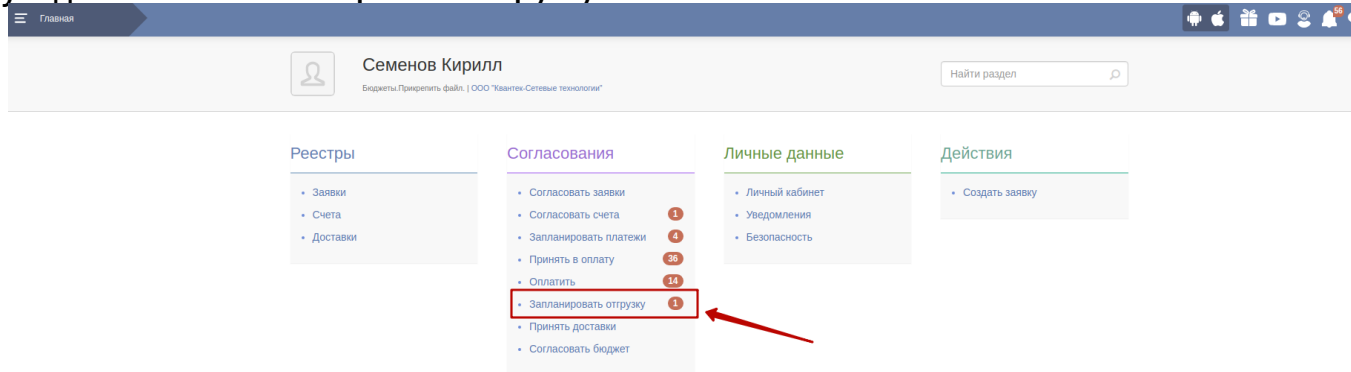 Главная
56
Семенов Кирилл
Бюджеты.Прикрепить файл. | ООО "Квантек-Сетевые технологии"
Найти раздел
Реестры
• Заявки
• Счета
• Доставки
Согласования
• Согласовать заявки
• Согласовать счета 1
• Запланировать платежи 4
• Принять в оплату 36
• Оплатить 14
• Запланировать отгрузку 1
• Принять доставки
• Согласовать бюджет
Личные данные
• Личный кабинет
• Уведомления
• Безопасность
Действия
• Создать заявку